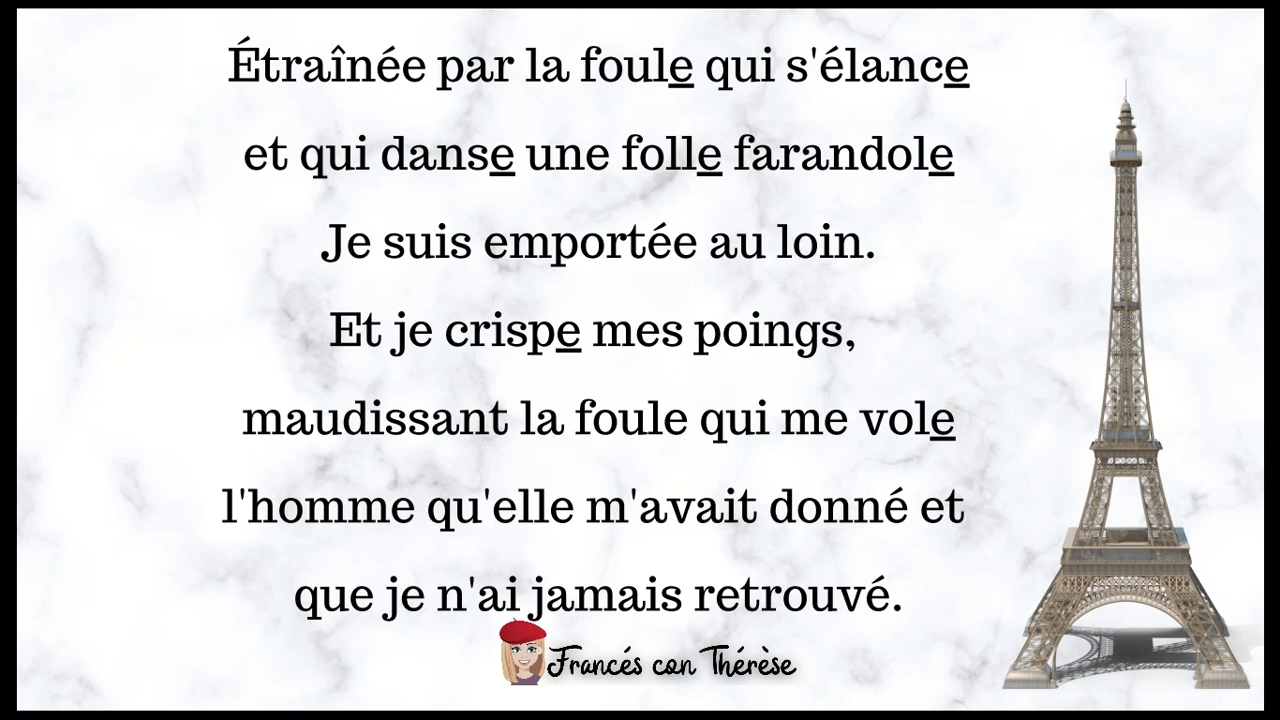 Étraînée par la foule qui s'élance
et qui danse une folle farandole
Je suis emportée au loin.
Et je crispe mes poings,
maudissant la foule qui me vole
l'homme qu'elle m'avait donné et
que je n'ai jamais retrouvé.
Francés con Thérèse